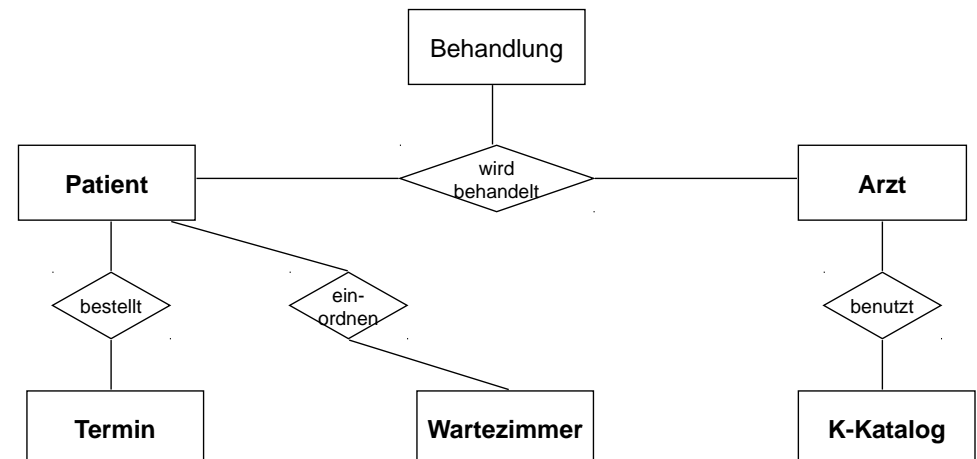 Behandlung
wird
behandelt
Patient
Arzt
bestellt
ein-
ordnen
benutzt
Termin
Wartezimmer
K-Katalog